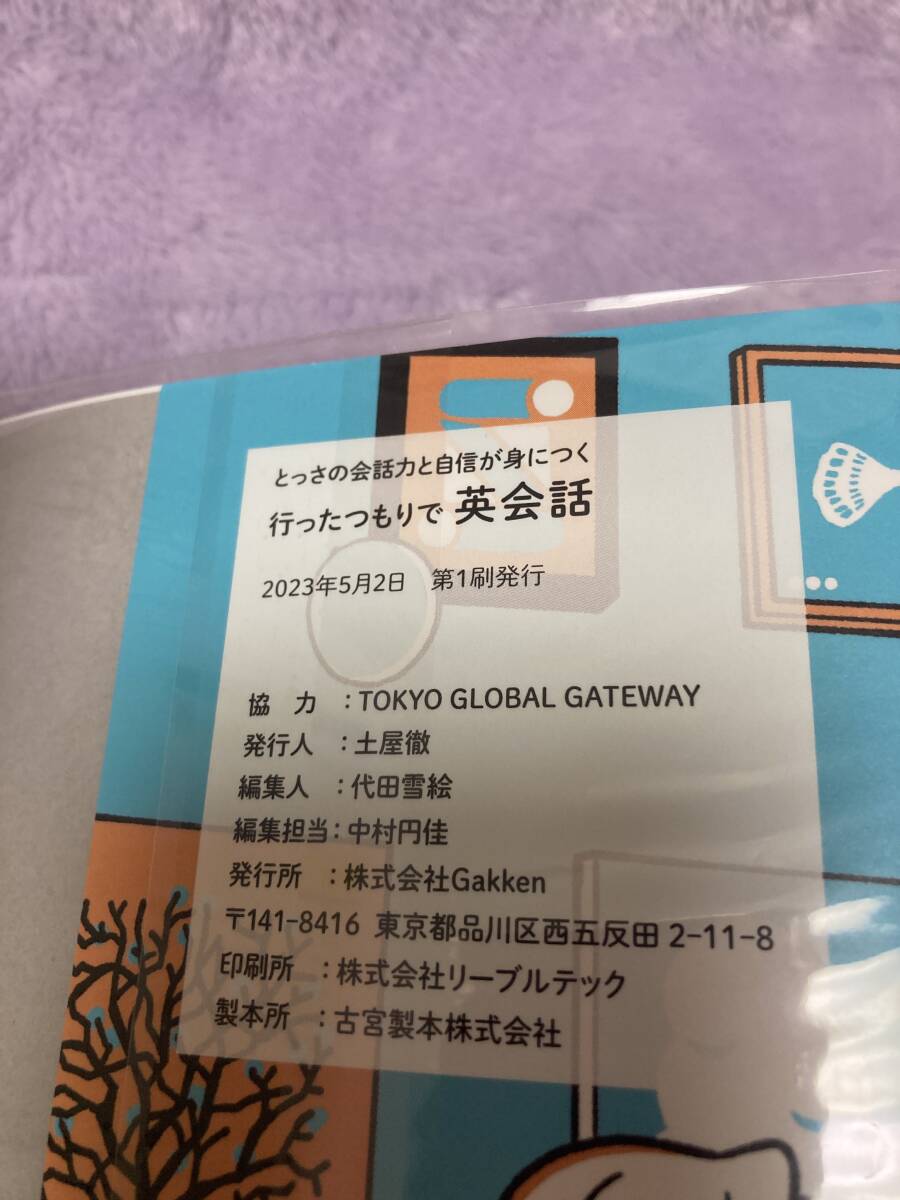 とっさの会話力と自信が身につく
行ったつもりで 英会話
2023年5月2日　第1刷発行
協　力　：TOKYO GLOBAL GATEWAY
発行人　：土屋徹
編集人　：代田雪絵
編集担当：中村円佳
発行所　：株式会社Gakken
〒141-8416 東京都品川区西五反田 2-11-8
印刷所　：株式会社リーブルテック
製本所　：古宮製本株式会社